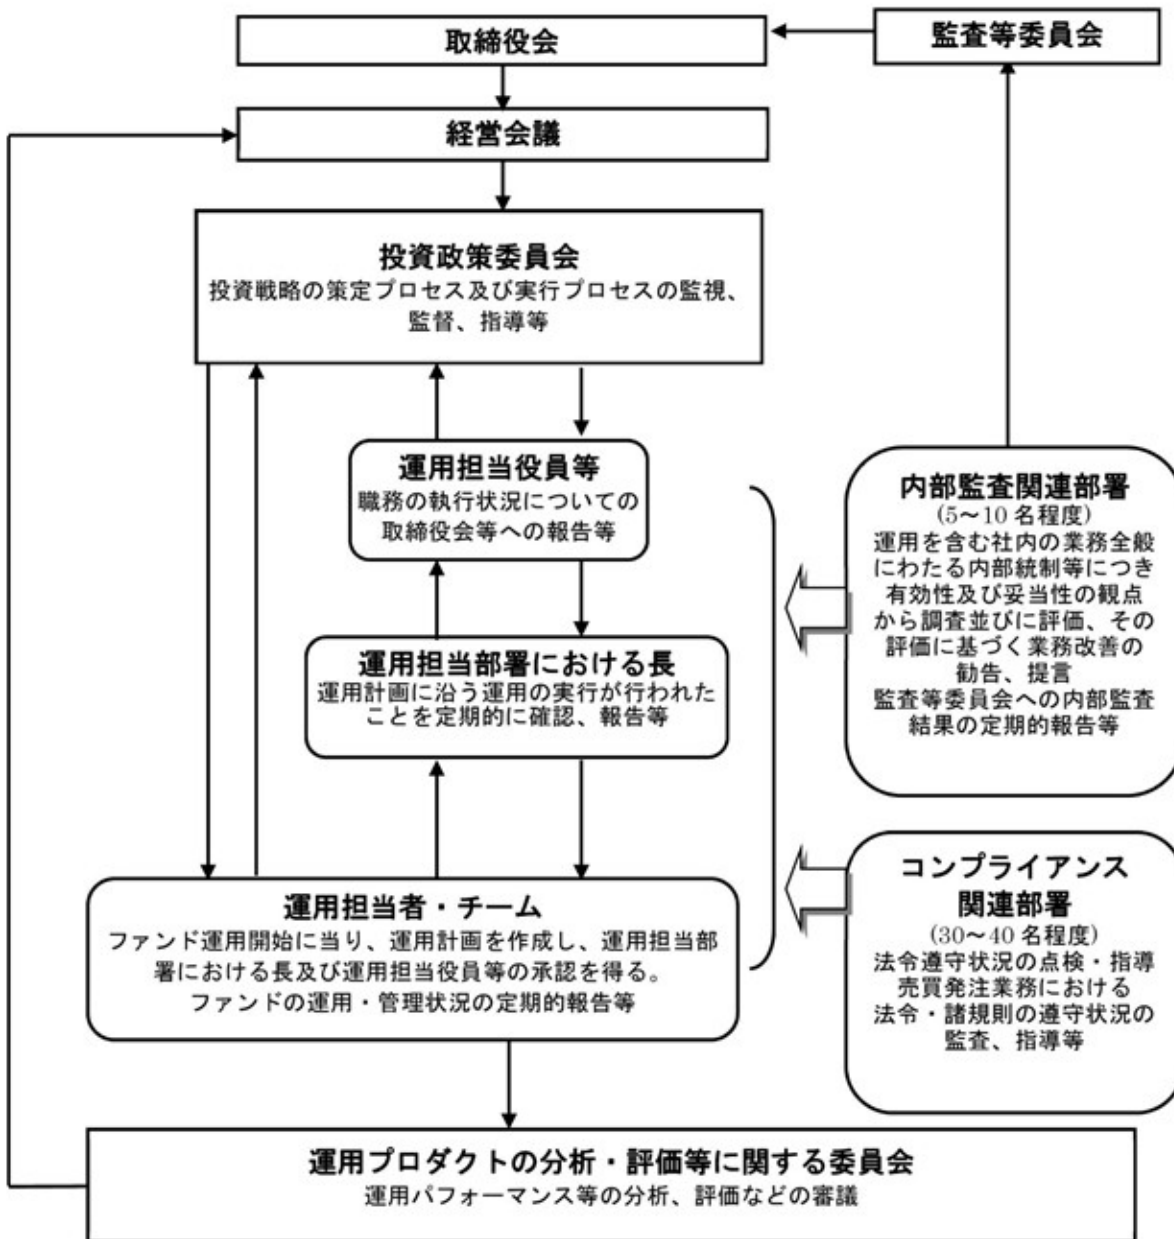 取締役会
監査等委員会
経営会議
投資政策委員会
投資戦略の策定プロセス及び実行プロセスの監視、
監督、指導等
運用担当役員等
職務の執行状況についての
取締役会等への報告等
運用担当部署における長
運用計画に沿う運用の実行が行われた
ことを定期的に確認、報告等
運用担当者・チーム
ファンド運用開始に当り、運用計画を作成し、運用担当部
署における長及び運用担当役員等の承認を得る。
ファンドの運用・管理状況の定期的報告等
内部監査関連部署
(5～10 名程度)
運用を含む社内の業務全般
にわたる内部統制等につき
有効性及び妥当性の観点
から調査並びに評価、その
評価に基づく業務改善の
勧告、提言
監査等委員会への内部監査
結果の定期的報告等
コンプライアンス
関連部署
(30～40 名程度)
法令遵守状況の点検・指導
売買発注業務における
法令・諸規則の遵守状況の
監査、指導等
運用プロダクトの分析・評価等に関する委員会
運用パフォーマンス等の分析、評価などの審議